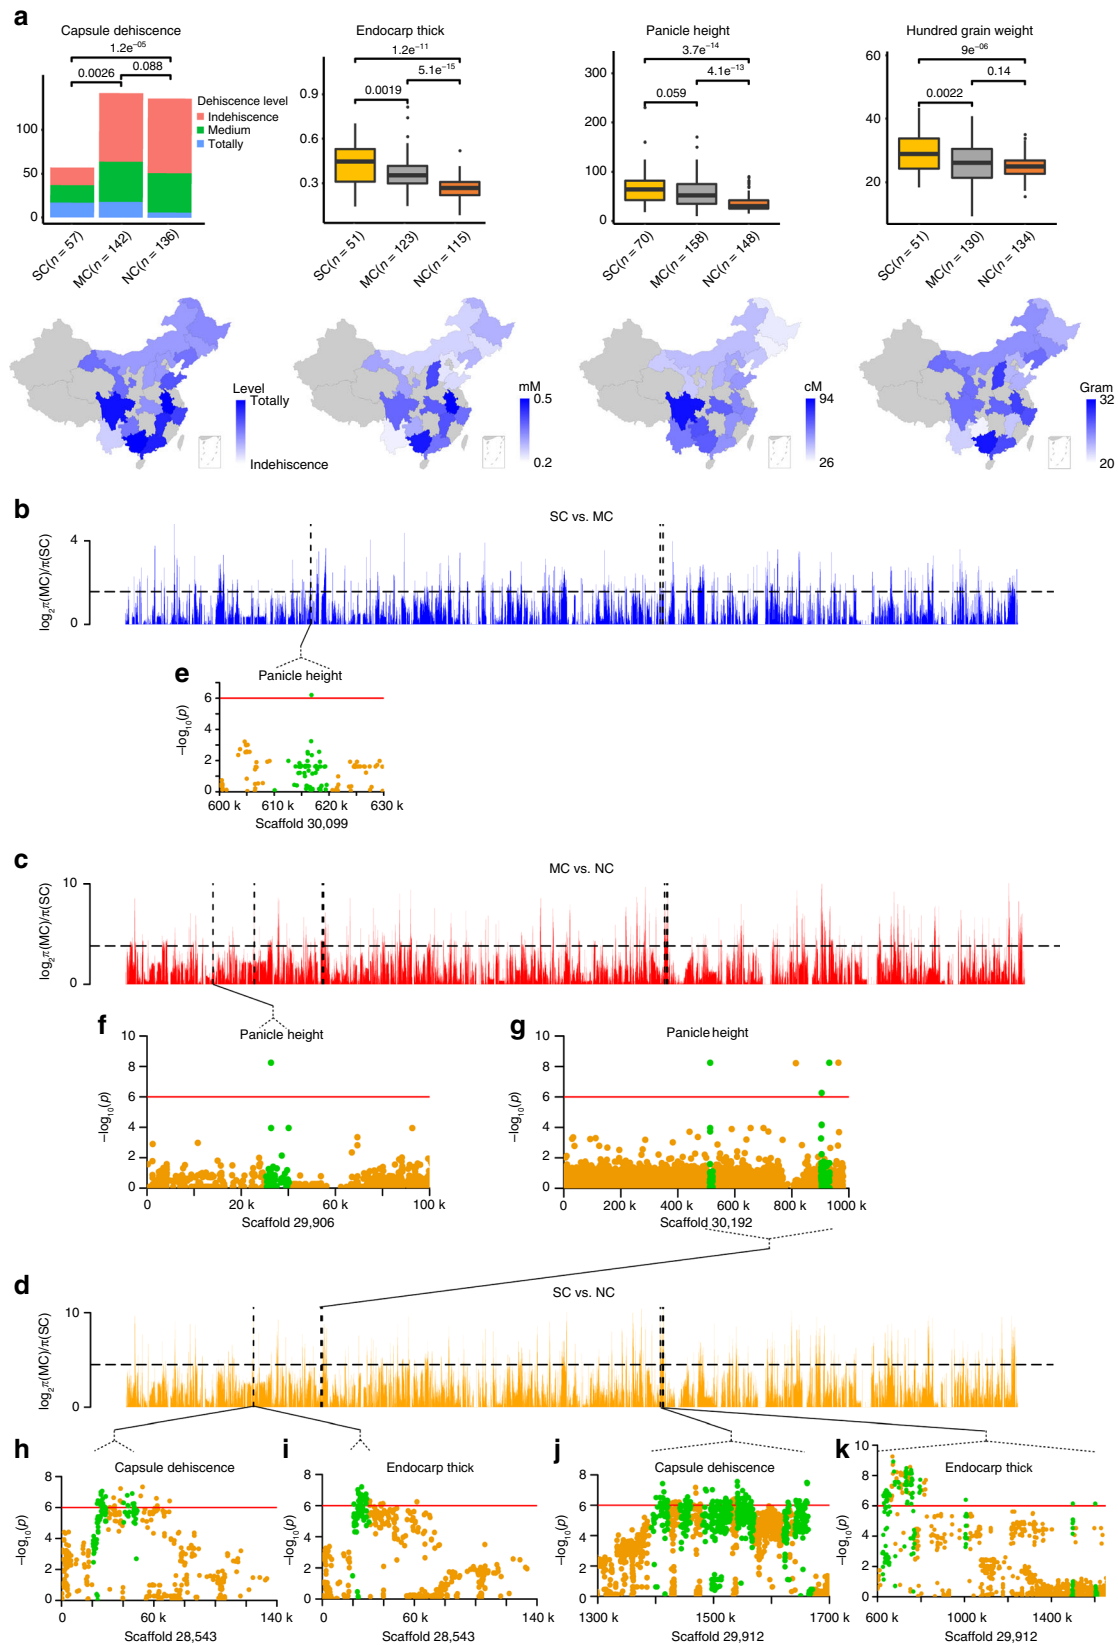 a
Capsule dehiscence
1.2e⁻⁰⁵
0.0026
0.088
Dehiscence level
Indehiscence
Medium
Totally
100
50
0
SC(n = 57)
MC(n = 142)
NC(n = 136)
Endocarp thick
1.2e⁻¹¹
5.1e⁻¹⁵
0.0019
0.9
0.6
0.3
SC(n = 51)
MC(n = 123)
NC(n = 115)
Panicle height
3.7e⁻¹⁴
4.1e⁻¹³
0.059
300
200
100
0
SC(n = 70)
MC(n = 158)
NC(n = 148)
Hundred grain weight
9e⁻⁰⁶
0.14
0.0022
60
40
20
SC(n = 51)
MC(n = 130)
NC(n = 134)
Level
Totally
Indehiscence
mM
0.5
0.2
cM
94
26
Gram
32
20
b
SC vs. MC
log₂π(MC)/π(SC)
4
0
e
Panicle height
−log₁₀(p)
6
4
2
0
600 k 610 k 620 k 630 k
Scaffold 30,099
c
MC vs. NC
log₂π(MC)/π(SC)
10
0
f
Panicle height
−log₁₀(p)
10
8
6
4
2
0
0 20 k 60 k 100 k
Scaffold 29,906
g
Panicle height
−log₁₀(p)
10
8
6
4
2
0
0 200 k 400 k 600 k 800 k 1000 k
Scaffold 30,192
d
SC vs. NC
log₂π(MC)/π(SC)
10
0
h
Capsule dehiscence
−log₁₀(p)
8
6
4
2
0
0 60 k 140 k
Scaffold 28,543
i
Endocarp thick
−log₁₀(p)
8
6
4
2
0
0 60 k 140 k
Scaffold 28,543
j
Capsule dehiscence
−log₁₀(p)
8
6
4
2
0
1300 k 1500 k 1700 k
Scaffold 29,912
k
Endocarp thick
−log₁₀(p)
10
8
6
4
2
0
600 k 1000 k 1400 k
Scaffold 29,912